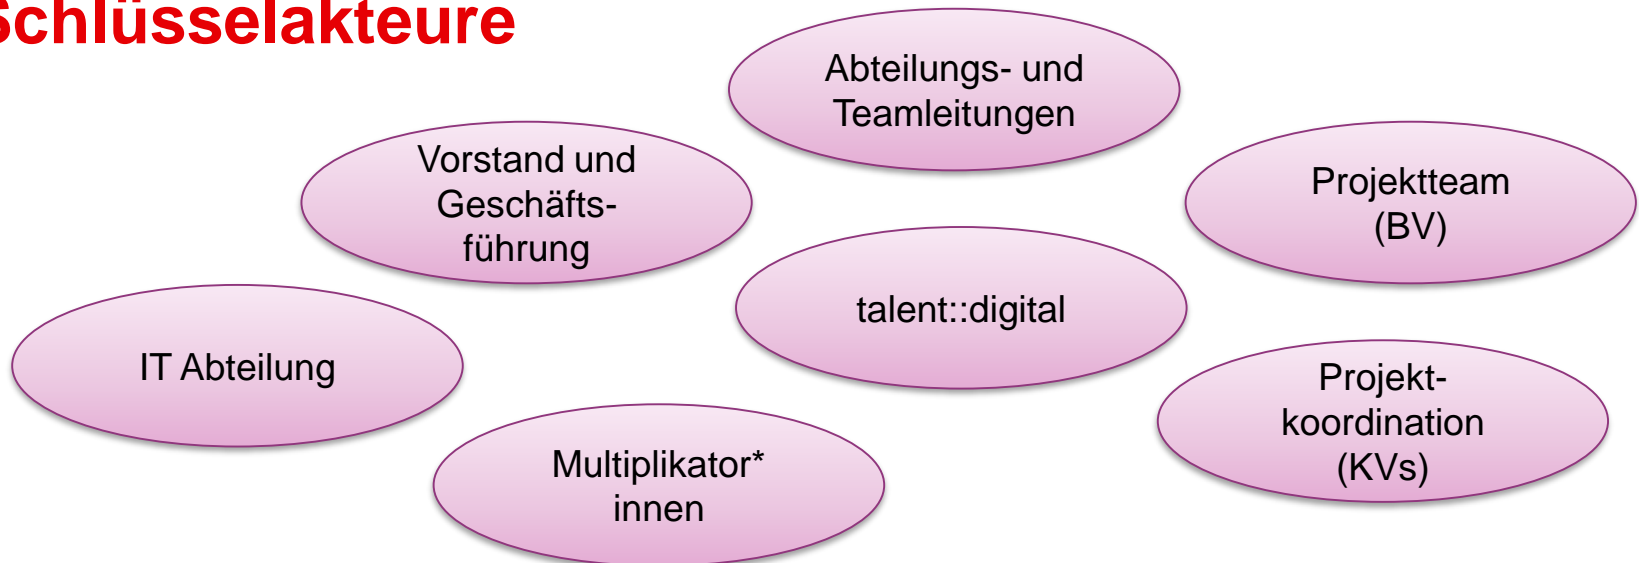 Schlüsselakteure
Abteilungs- und
Teamleitungen
Vorstand und
Geschäfts-
führung
Projektteam
(BV)
talent::digital
IT Abteilung
Projekt-
koordination
(KVs)
Multiplikator*
innen